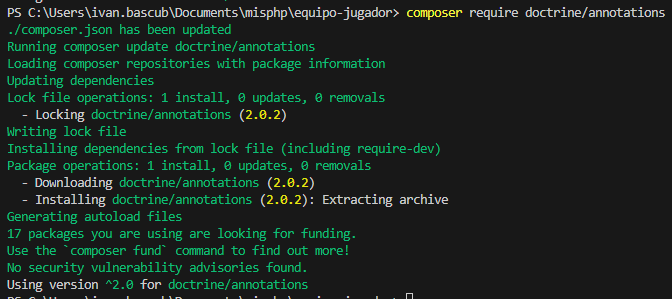 PS C:\Users\ivan.bascub\Documents\misphp\equipo-jugador> composer require doctrine/annotations
./composer.json has been updated
Running composer update doctrine/annotations
Loading composer repositories with package information
Updating dependencies
Lock file operations: 1 install, 0 updates, 0 removals
  - Locking doctrine/annotations (2.0.2)
Writing lock file
Installing dependencies from lock file (including require-dev)
Package operations: 1 install, 0 updates, 0 removals
  - Downloading doctrine/annotations (2.0.2)
  - Installing doctrine/annotations (2.0.2): Extracting archive
Generating autoload files
17 packages you are using are looking for funding.
Use the `composer fund` command to find out more!
No security vulnerability advisories found.
Using version ^2.0 for doctrine/annotations